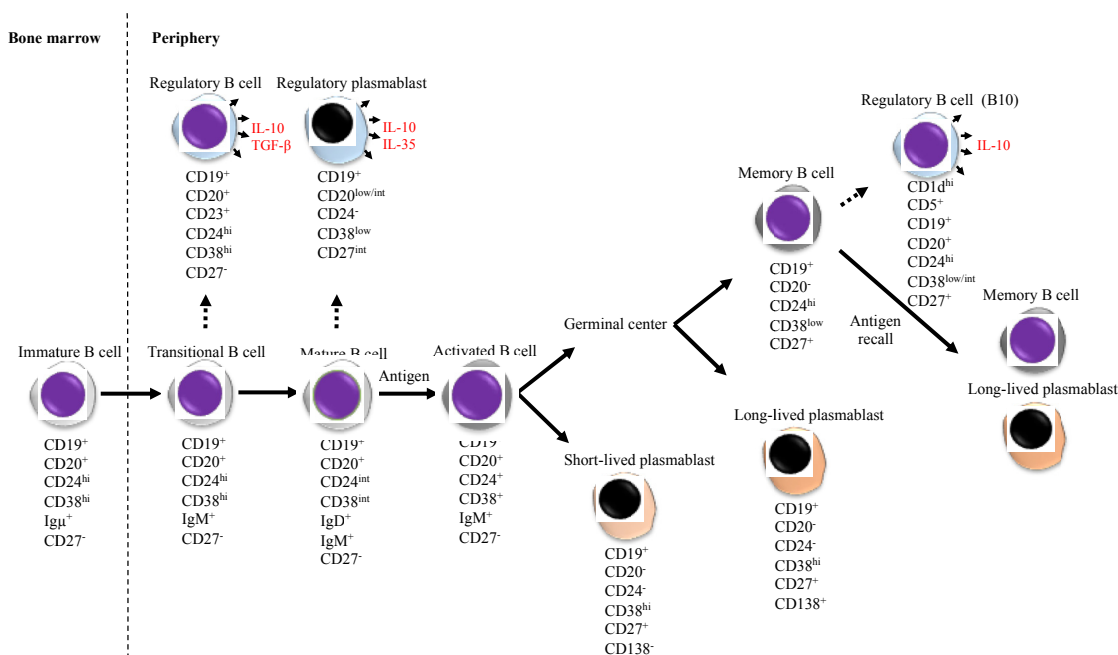 Bone marrow
Periphery
Regulatory B cell
IL-10
TGF-β
CD19⁺
CD20⁺
CD23⁺
CD24ʰⁱ
CD38ʰⁱ
CD27⁻
Regulatory plasmablast
IL-10
IL-35
CD19⁺
CD20ˡᵒʷ/ⁱⁿᵗ
CD24⁻
CD38ˡᵒʷ
CD27ⁱⁿᵗ
Regulatory B cell (B10)
IL-10
CD1dʰⁱ
CD5⁺
CD19⁺
CD20⁺
CD24ʰⁱ
CD38ˡᵒʷ/ⁱⁿᵗ
CD27⁺
Memory B cell
CD19⁺
CD20⁻
CD24ʰⁱ
CD38ˡᵒʷ
CD27⁺
Antigen
recall
Memory B cell
Long-lived plasmablast
Germinal center
Immature B cell
CD19⁺
CD20⁺
CD24ʰⁱ
CD38ʰⁱ
Igμ⁺
CD27⁻
Transitional B cell
CD19⁺
CD20⁺
CD24ʰⁱ
CD38ʰⁱ
IgM⁺
CD27⁻
Mature B cell
CD19⁺
CD20⁺
CD24ⁱⁿᵗ
CD38ⁱⁿᵗ
IgD⁺
IgM⁺
CD27⁻
Antigen
Activated B cell
CD19
CD20⁺
CD24⁺
CD38⁺
IgM⁺
CD27⁻
Short-lived plasmablast
CD19⁺
CD20⁻
CD24⁻
CD38ʰⁱ
CD27⁺
CD138⁻
Long-lived plasmablast
CD19⁺
CD20⁻
CD24⁻
CD38ʰⁱ
CD27⁺
CD138⁺